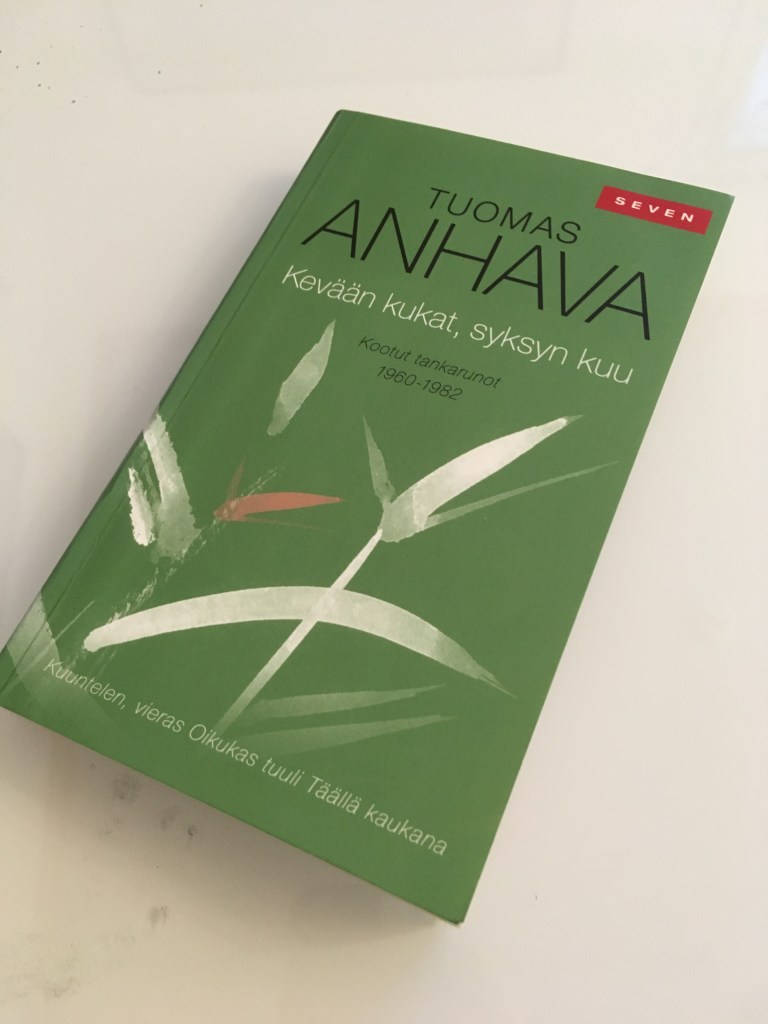 SEVEN
TUOMAS
ANHAVA
Kevään kukat, syksyn kuu
Kootut tankarunot
1960-1982
Kuuntelen, vieras Oikukas tuuli Täällä kaukana